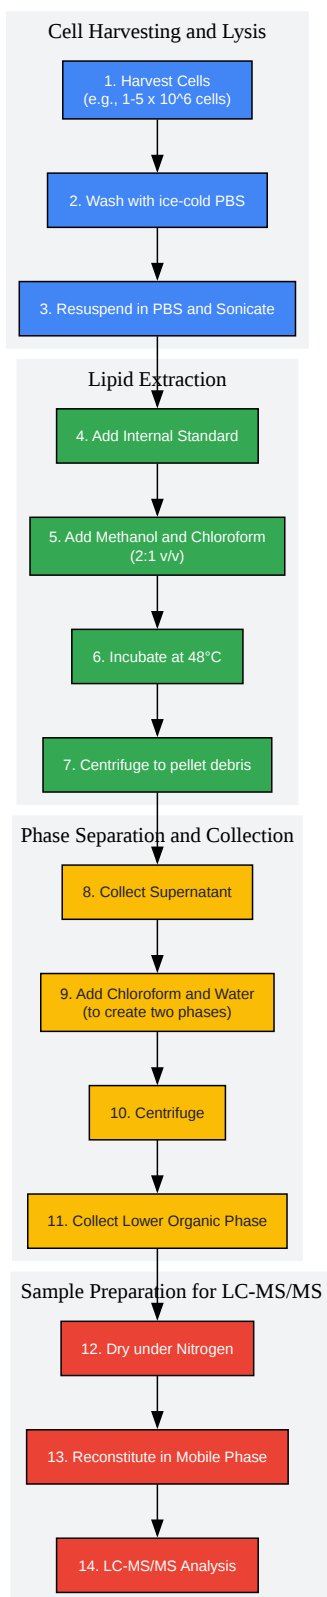 Cell Harvesting and Lysis
1. Harvest Cells
(e.g., 1-5 x 10^6 cells)
2. Wash with ice-cold PBS
3. Resuspend in PBS and Sonicate
Lipid Extraction
4. Add Internal Standard
5. Add Methanol and Chloroform
(2:1 v/v)
6. Incubate at 48°C
7. Centrifuge to pellet debris
Phase Separation and Collection
8. Collect Supernatant
9. Add Chloroform and Water
(to create two phases)
10. Centrifuge
11. Collect Lower Organic Phase
Sample Preparation for LC-MS/MS
12. Dry under Nitrogen
13. Reconstitute in Mobile Phase
14. LC-MS/MS Analysis